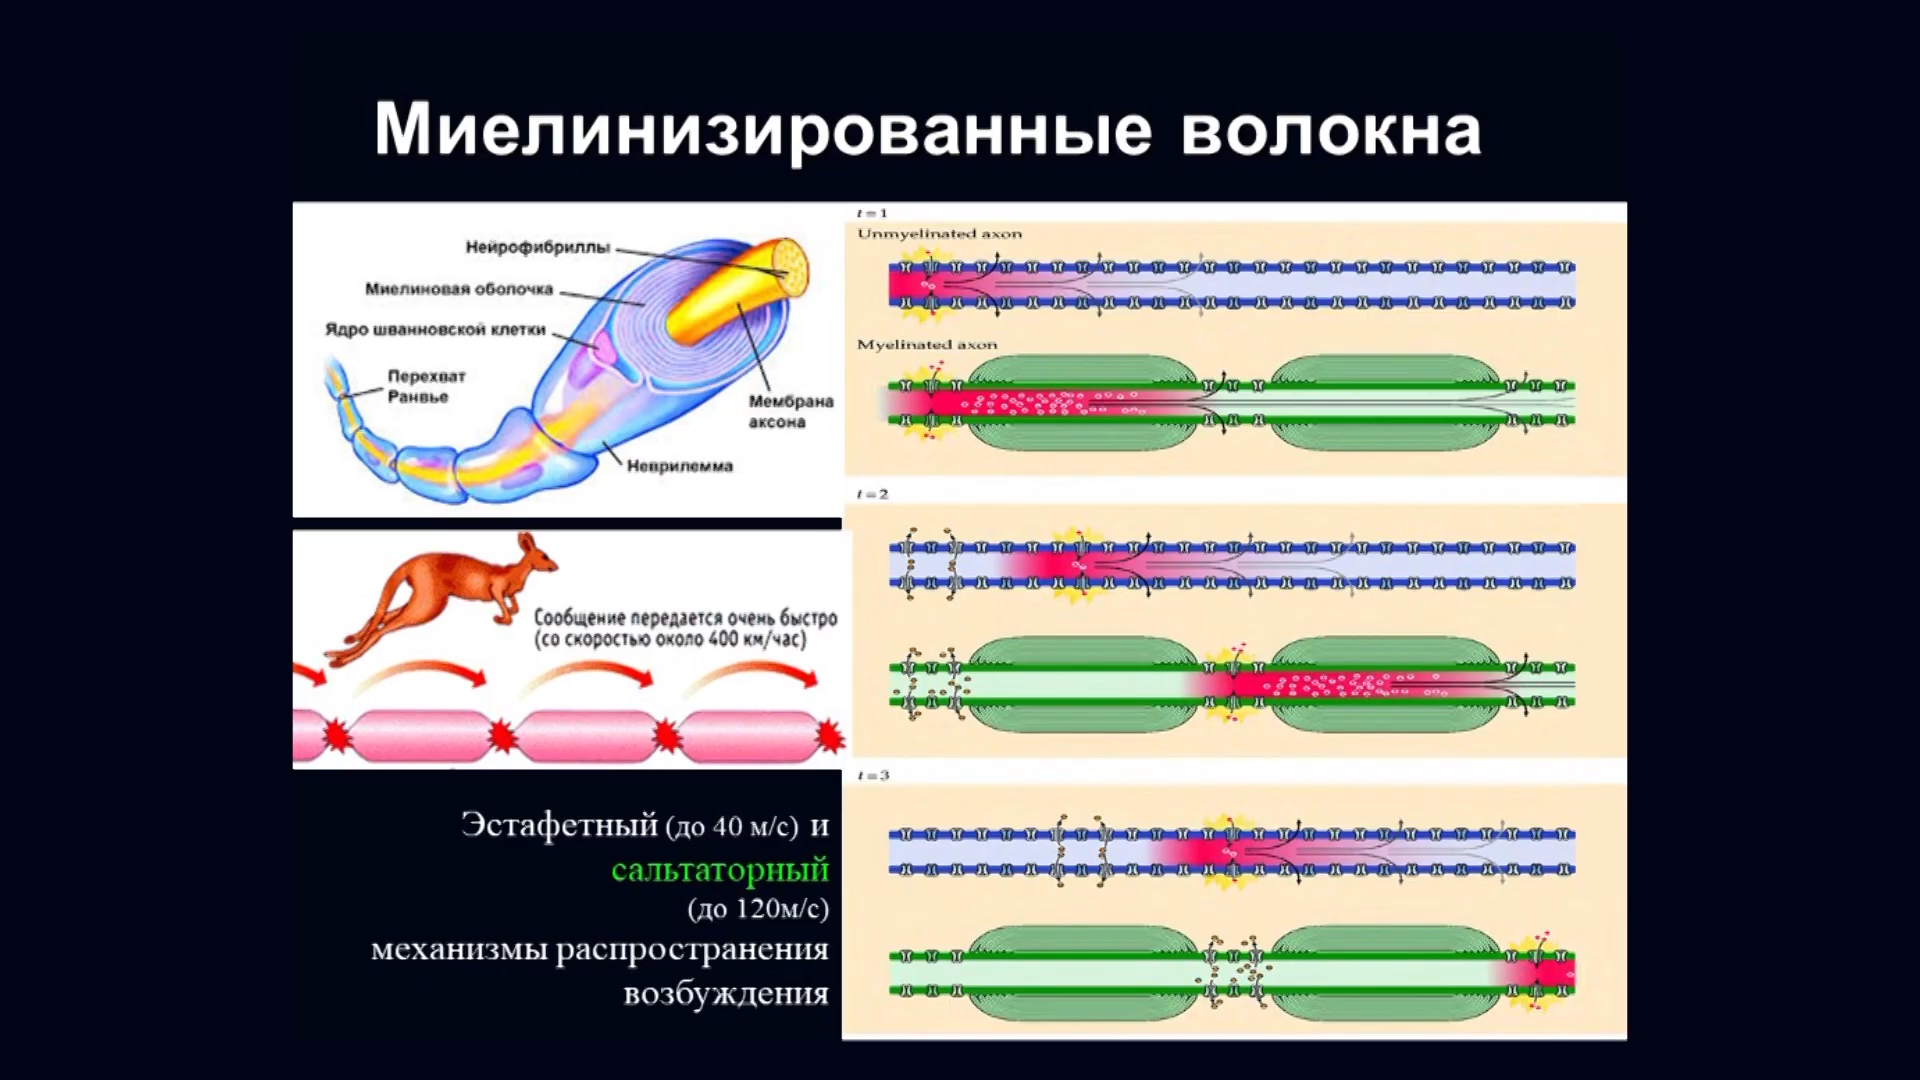 Миелинизированные волокна
Нейрофибриллы
Миелиновая оболочка
Ядро шванновской клетки
Перехват
Ранвье
Мембрана
аксона
Неврилемма
Сообщение передается очень быстро
(со скоростью около 400 км/час)
Эстафетный (до 40 м/с) и
сальтаторный
(до 120м/с)
механизмы распространения
возбуждения
t = 1
Unmyelinated axon
Myelinated axon
t = 2
t = 3